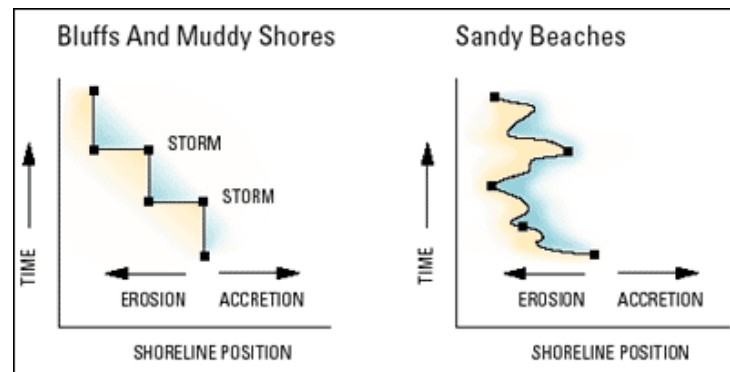 Bluffs And Muddy Shores
STORM
STORM
TIME
EROSION
ACCRETION
SHORELINE POSITION
Sandy Beaches
TIME
EROSION
ACCRETION
SHORELINE POSITION